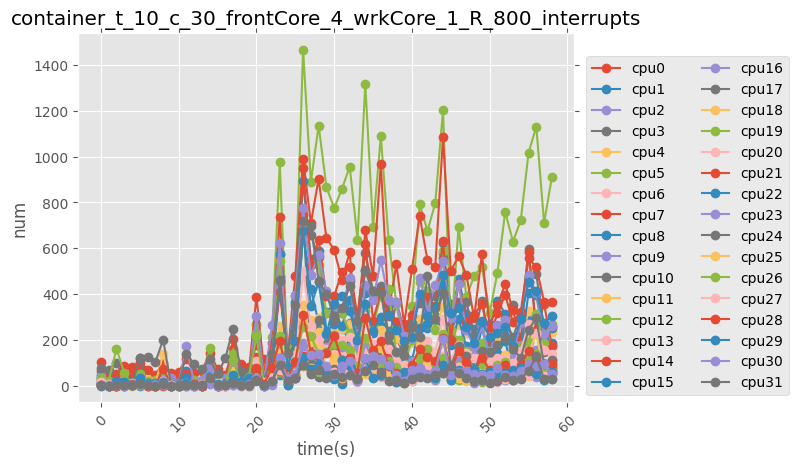 container_t_10_c_30_frontCore_4_wrkCore_1_R_800_interrupts
1400
1200
1000
800
600
400
200
0
num
0
10
20
30
40
50
60
time(s)
cpu0
cpu1
cpu2
cpu3
cpu4
cpu5
cpu6
cpu7
cpu8
cpu9
cpu10
cpu11
cpu12
cpu13
cpu14
cpu15
cpu16
cpu17
cpu18
cpu19
cpu20
cpu21
cpu22
cpu23
cpu24
cpu25
cpu26
cpu27
cpu28
cpu29
cpu30
cpu31